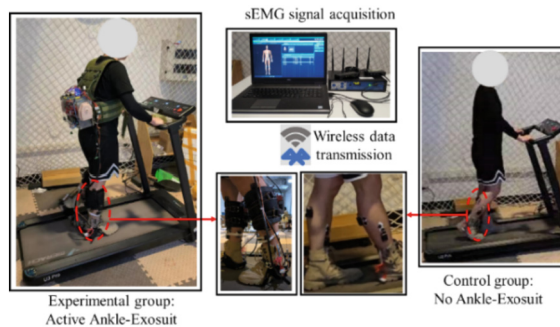 sEMG signal acquisition
Wireless data
transmission
Experimental group:
Active Ankle-Exosuit
Control group:
No Ankle-Exosuit